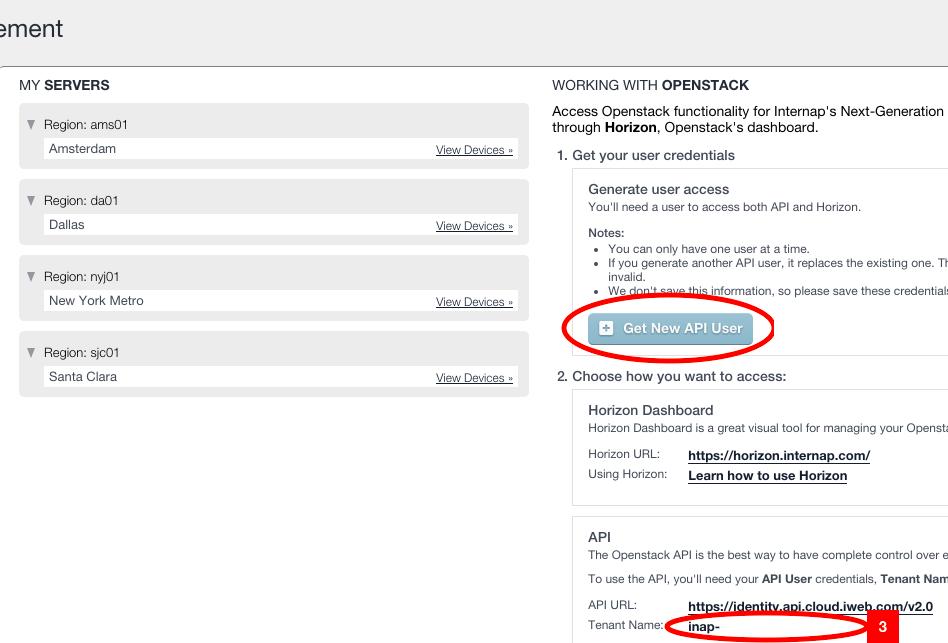 ement
MY SERVERS
Region: ams01
Amsterdam View Devices »
Region: da01
Dallas View Devices »
Region: nyj01
New York Metro View Devices »
Region: sjc01
Santa Clara View Devices »
WORKING WITH OPENSTACK
Access Openstack functionality for Internap's Next-Generation
through Horizon, Openstack's dashboard.
1. Get your user credentials
Generate user access
You'll need a user to access both API and Horizon.
Notes:
• You can only have one user at a time.
• If you generate another API user, it replaces the existing one. Th
invalid.
• We don't save this information, so please save these credentials
Get New API User
2. Choose how you want to access:
Horizon Dashboard
Horizon Dashboard is a great visual tool for managing your Opensta
Horizon URL: https://horizon.internap.com/
Using Horizon: Learn how to use Horizon
API
The Openstack API is the best way to have complete control over e
To use the API, you'll need your API User credentials, Tenant Nam
API URL: https://identity.api.cloud.iweb.com/v2.0
Tenant Name: inap- 3